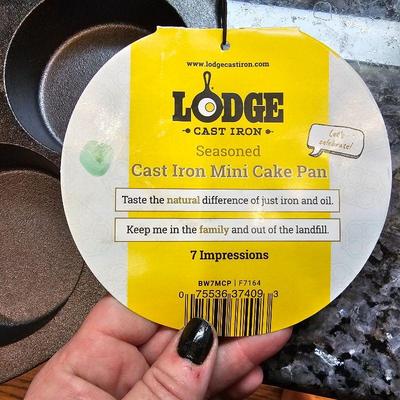 www.lodgecastiron.com
LODGE
CAST IRON
Let's
celebrate!
Seasoned
Cast Iron Mini Cake Pan
Taste the natural difference of just iron and oil.
Keep me in the family and out of the landfill.
7 Impressions
BW7MCP | F7164
0 75536 37409 3